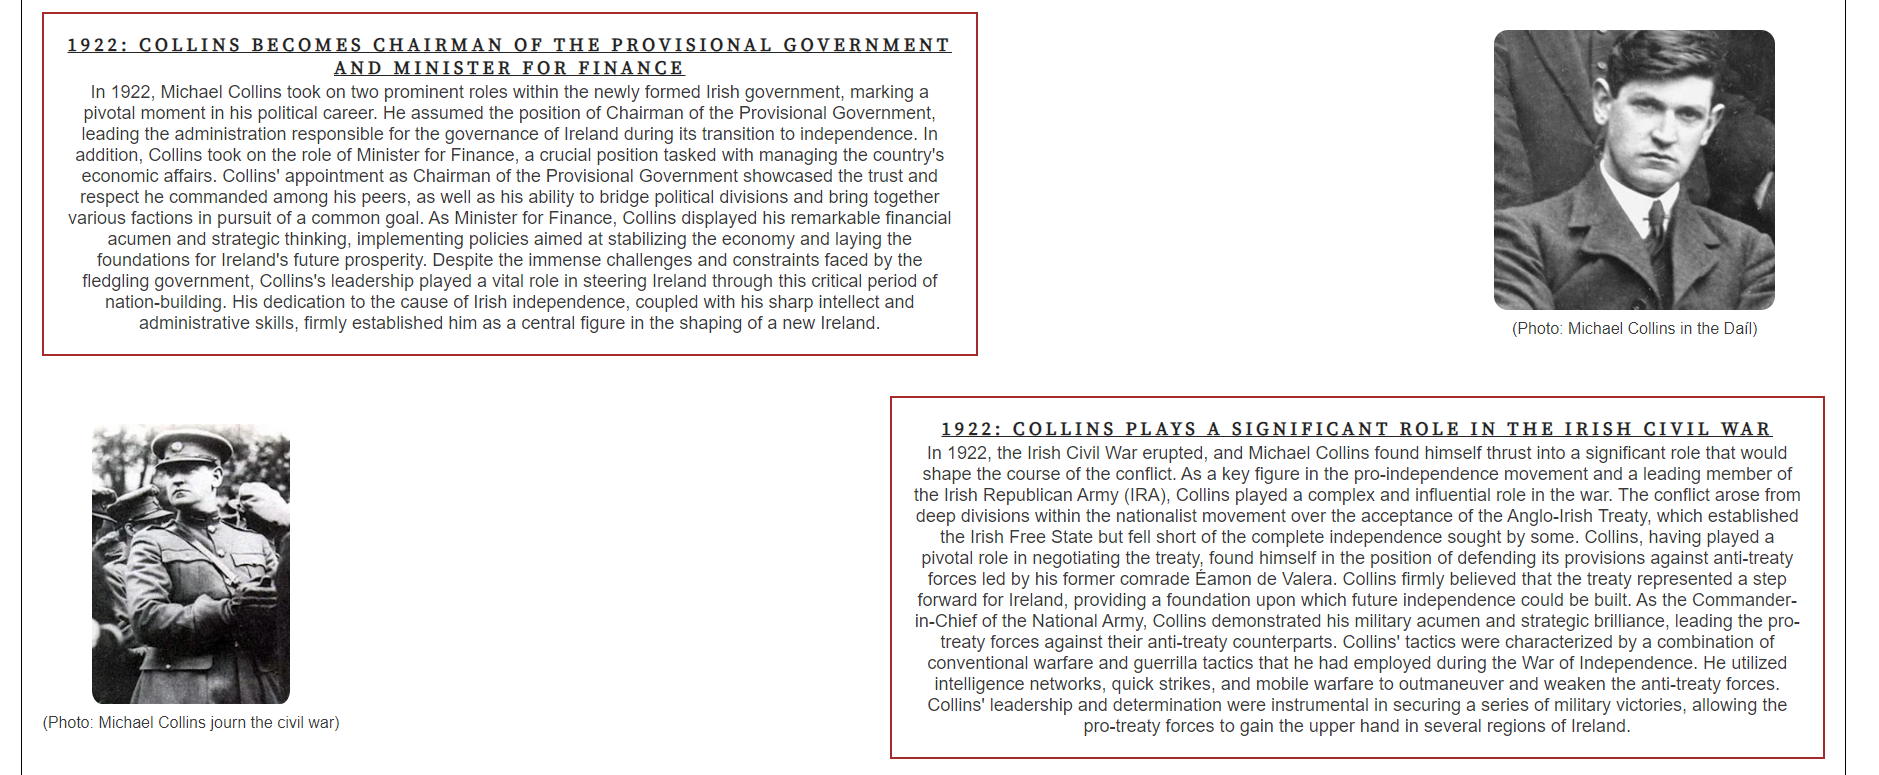 1922: COLLINS BECOMES CHAIRMAN OF THE PROVISIONAL GOVERNMENT
AND MINISTER FOR FINANCE
In 1922, Michael Collins took on two prominent roles within the newly formed Irish government, marking a
pivotal moment in his political career. He assumed the position of Chairman of the Provisional Government,
leading the administration responsible for the governance of Ireland during its transition to independence. In
addition, Collins took on the role of Minister for Finance, a crucial position tasked with managing the country's
economic affairs. Collins' appointment as Chairman of the Provisional Government showcased the trust and
respect he commanded among his peers, as well as his ability to bridge political divisions and bring together
various factions in pursuit of a common goal. As Minister for Finance, Collins displayed his remarkable financial
acumen and strategic thinking, implementing policies aimed at stabilizing the economy and laying the
foundations for Ireland's future prosperity. Despite the immense challenges and constraints faced by the
fledgling government, Collins's leadership played a vital role in steering Ireland through this critical period of
nation-building. His dedication to the cause of Irish independence, coupled with his sharp intellect and
administrative skills, firmly established him as a central figure in the shaping of a new Ireland.
(Photo: Michael Collins in the Daíl)
(Photo: Michael Collins journ the civil war)
1922: COLLINS PLAYS A SIGNIFICANT ROLE IN THE IRISH CIVIL WAR
In 1922, the Irish Civil War erupted, and Michael Collins found himself thrust into a significant role that would
shape the course of the conflict. As a key figure in the pro-independence movement and a leading member of
the Irish Republican Army (IRA), Collins played a complex and influential role in the war. The conflict arose from
deep divisions within the nationalist movement over the acceptance of the Anglo-Irish Treaty, which established
the Irish Free State but fell short of the complete independence sought by some. Collins, having played a
pivotal role in negotiating the treaty, found himself in the position of defending its provisions against anti-treaty
forces led by his former comrade Éamon de Valera. Collins firmly believed that the treaty represented a step
forward for Ireland, providing a foundation upon which future independence could be built. As the Commander-
in-Chief of the National Army, Collins demonstrated his military acumen and strategic brilliance, leading the pro-
treaty forces against their anti-treaty counterparts. Collins' tactics were characterized by a combination of
conventional warfare and guerrilla tactics that he had employed during the War of Independence. He utilized
intelligence networks, quick strikes, and mobile warfare to outmaneuver and weaken the anti-treaty forces.
Collins' leadership and determination were instrumental in securing a series of military victories, allowing the
pro-treaty forces to gain the upper hand in several regions of Ireland.